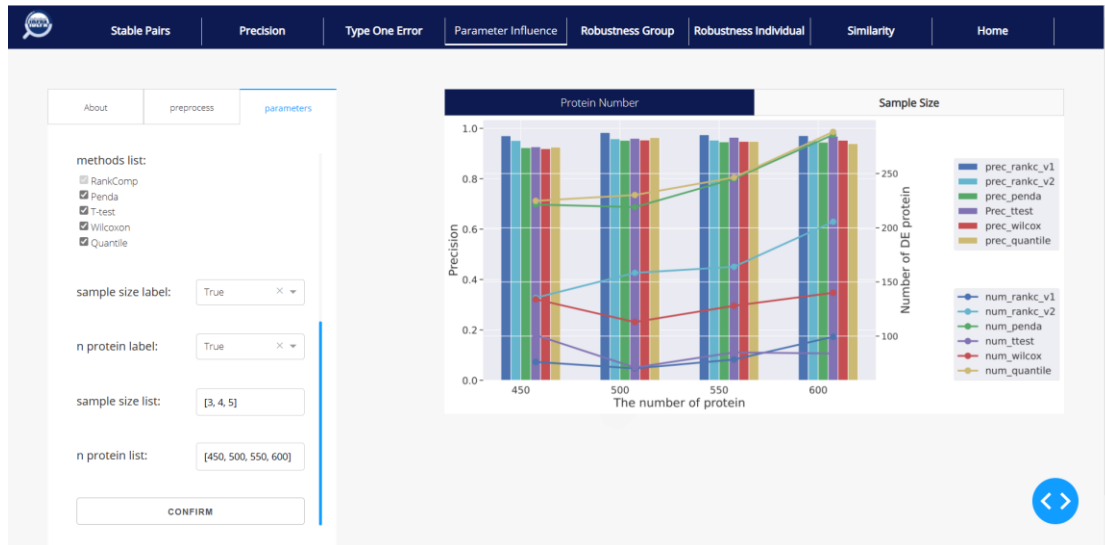 Stable Pairs
Precision
Type One Error
Parameter Influence
Robustness Group
Robustness Individual
Similarity
Home
About
preprocess
parameters
methods list:
RankComp
Penda
T-test
Wilcoxon
Quantile
sample size label:
True
n protein label:
True
sample size list:
[3, 4, 5]
n protein list:
[450, 500, 550, 600]
CONFIRM
Protein Number
Sample Size
1.0
0.8
0.6
0.4
0.2
0.0
Precision
450
500
550
600
The number of protein
250
200
150
100
Number of DE protein
prec_rankc_v1
prec_rankc_v2
prec_penda
Prec_ttest
prec_wilcox
prec_quantile
num_rankc_v1
num_rankc_v2
num_penda
num_ttest
num_wilcox
num_quantile